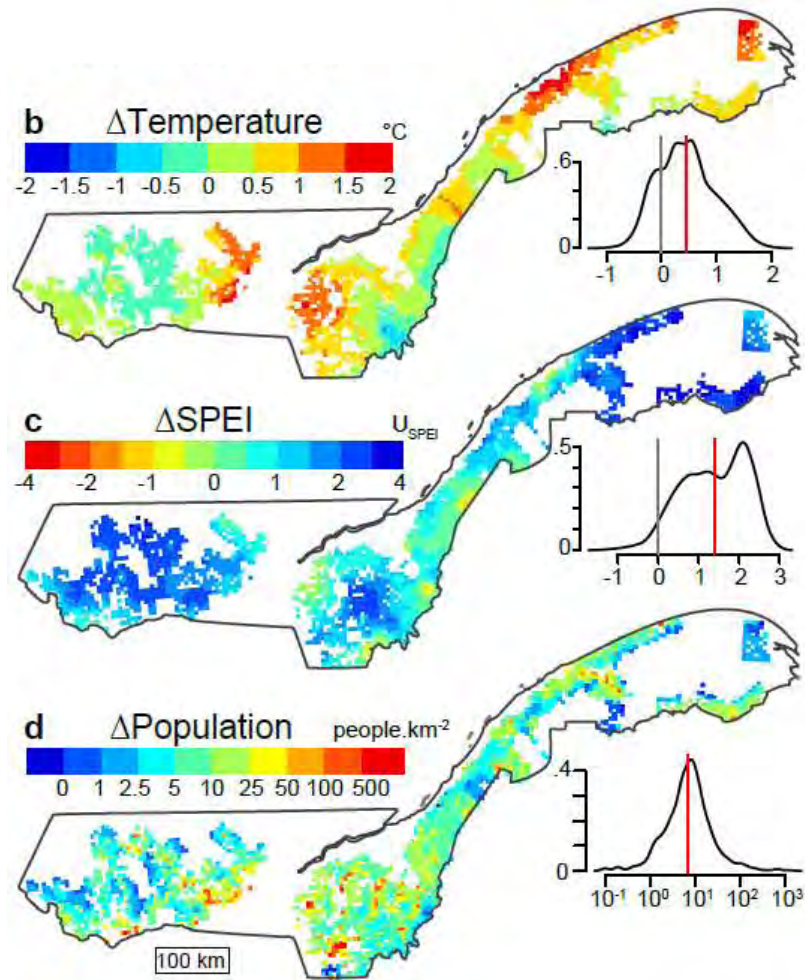 b ΔTemperature °C
-2 -1.5 -1 -0.5 0 0.5 1 1.5 2
.6
0
-1 0 1 2
c ΔSPEI U_SPEI
-4 -2 -1 0 1 2 4
.5
0
-1 0 1 2 3
d ΔPopulation people.km⁻²
0 1 2.5 5 10 25 50 100 500
.4
0
10⁻¹ 10⁰ 10¹ 10² 10³
100 km